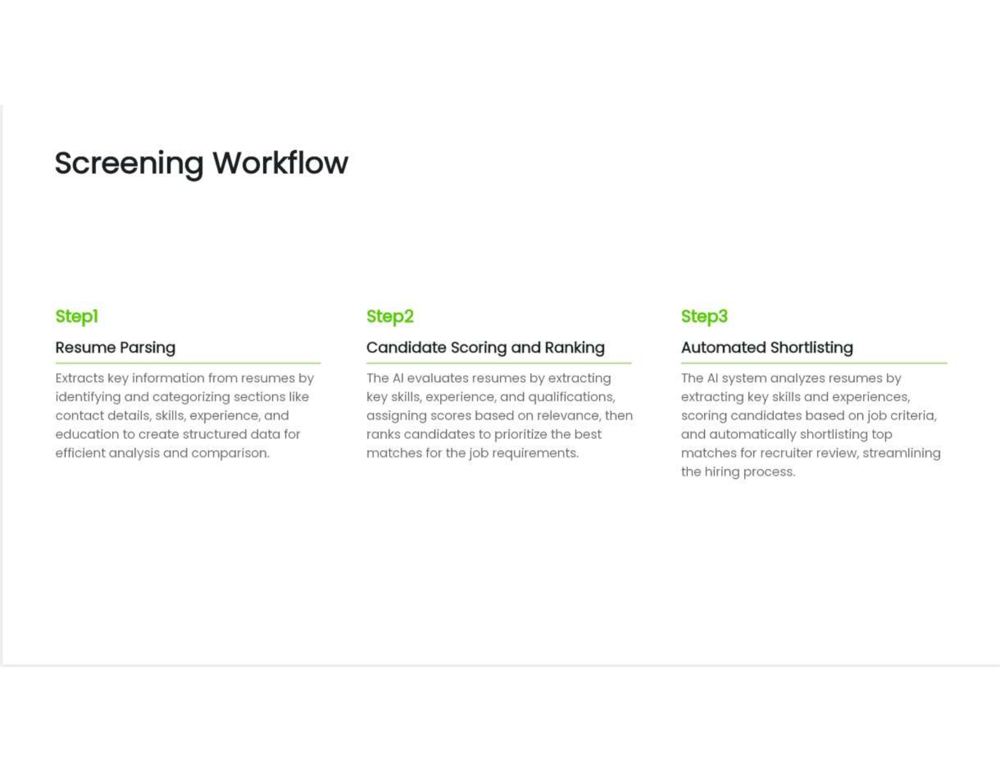 Screening Workflow
Step1
Resume Parsing
Extracts key information from resumes by
identifying and categorizing sections like
contact details, skills, experience, and
education to create structured data for
efficient analysis and comparison.
Step2
Candidate Scoring and Ranking
The AI evaluates resumes by extracting
key skills, experience, and qualifications,
assigning scores based on relevance, then
ranks candidates to prioritize the best
matches for the job requirements.
Step3
Automated Shortlisting
The AI system analyzes resumes by
extracting key skills and experiences,
scoring candidates based on job criteria,
and automatically shortlisting top
matches for recruiter review, streamlining
the hiring process.